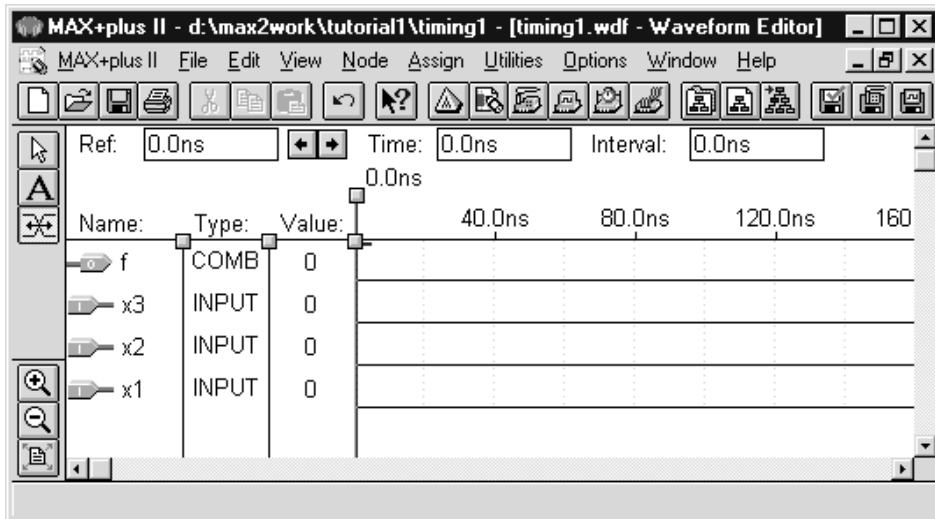 MAX+plus II - d:\max2work\tutorial1\timing1 - [timing1.wdf - Waveform Editor]
MAX+plus II File Edit View Node Assign Utilities Options Window Help
Ref: 0.0ns Time: 0.0ns Interval: 0.0ns
0.0ns
Name: Type: Value: 40.0ns 80.0ns 120.0ns 160
f COMB 0
x3 INPUT 0
x2 INPUT 0
x1 INPUT 0
A